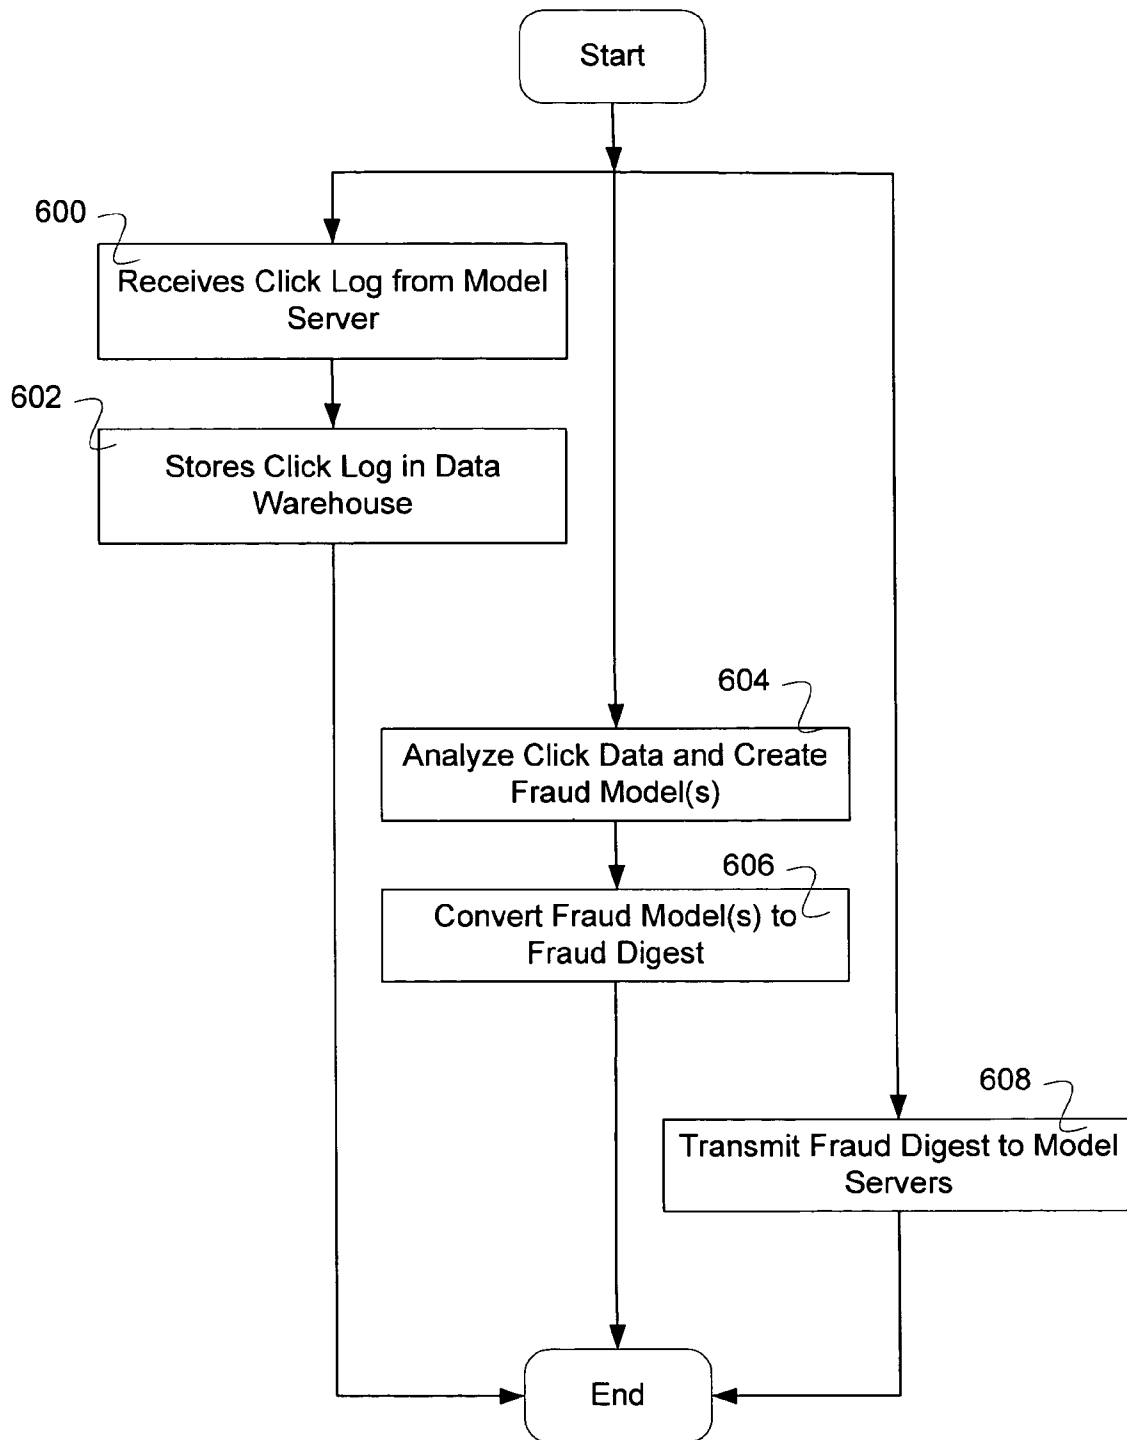 Start
600
Receives Click Log from Model
Server
602
Stores Click Log in Data
Warehouse
604
Analyze Click Data and Create
Fraud Model(s)
606
Convert Fraud Model(s) to
Fraud Digest
608
Transmit Fraud Digest to Model
Servers
End